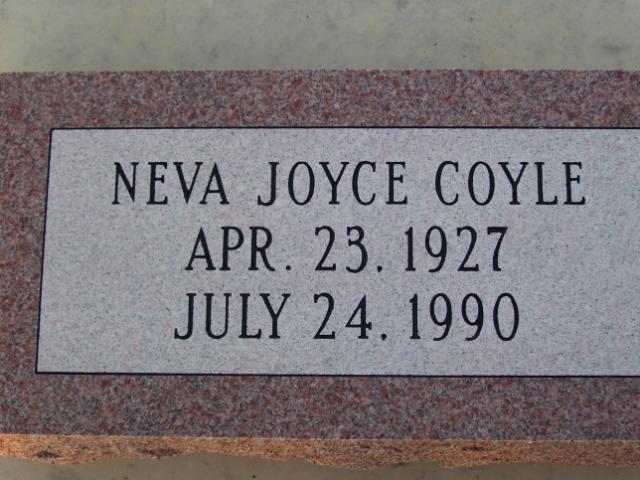 NEVA JOYCE COYLE
APR. 23. 1927
JULY 24. 1990